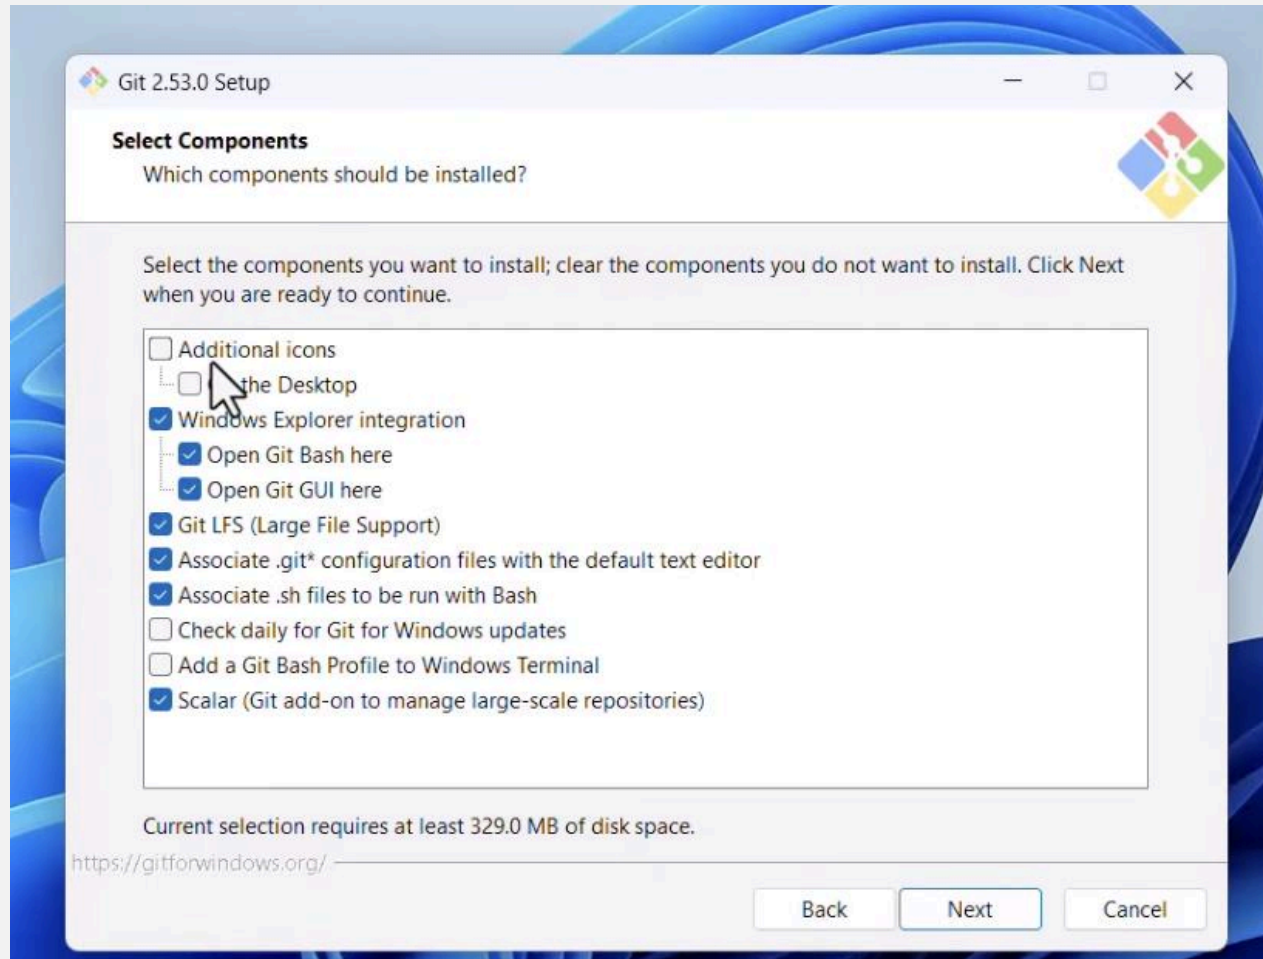 Git 2.53.0 Setup
Select Components
Which components should be installed?
Select the components you want to install; clear the components you do not want to install. Click Next
when you are ready to continue.
Additional icons
the Desktop
Windows Explorer integration
Open Git Bash here
Open Git GUI here
Git LFS (Large File Support)
Associate .git* configuration files with the default text editor
Associate .sh files to be run with Bash
Check daily for Git for Windows updates
Add a Git Bash Profile to Windows Terminal
Scalar (Git add-on to manage large-scale repositories)
Current selection requires at least 329.0 MB of disk space.
https://gitforwindows.org/
Back Next Cancel